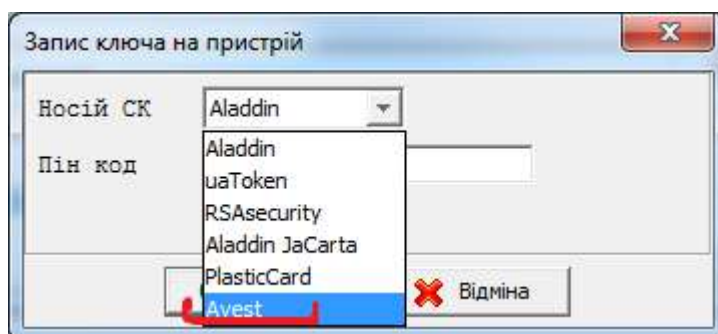 Запис ключа на пристрій
Носій СК Aladdin
Пін код
Aladdin
uaToken
RSAsecurity
Aladdin JaCarta
PlasticCard
Avest
Відміна